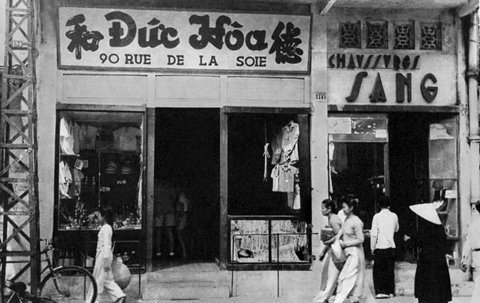 和 Đức Hòa 德
90 RUE DE LA SOIE
CHAUSSURES
SANG